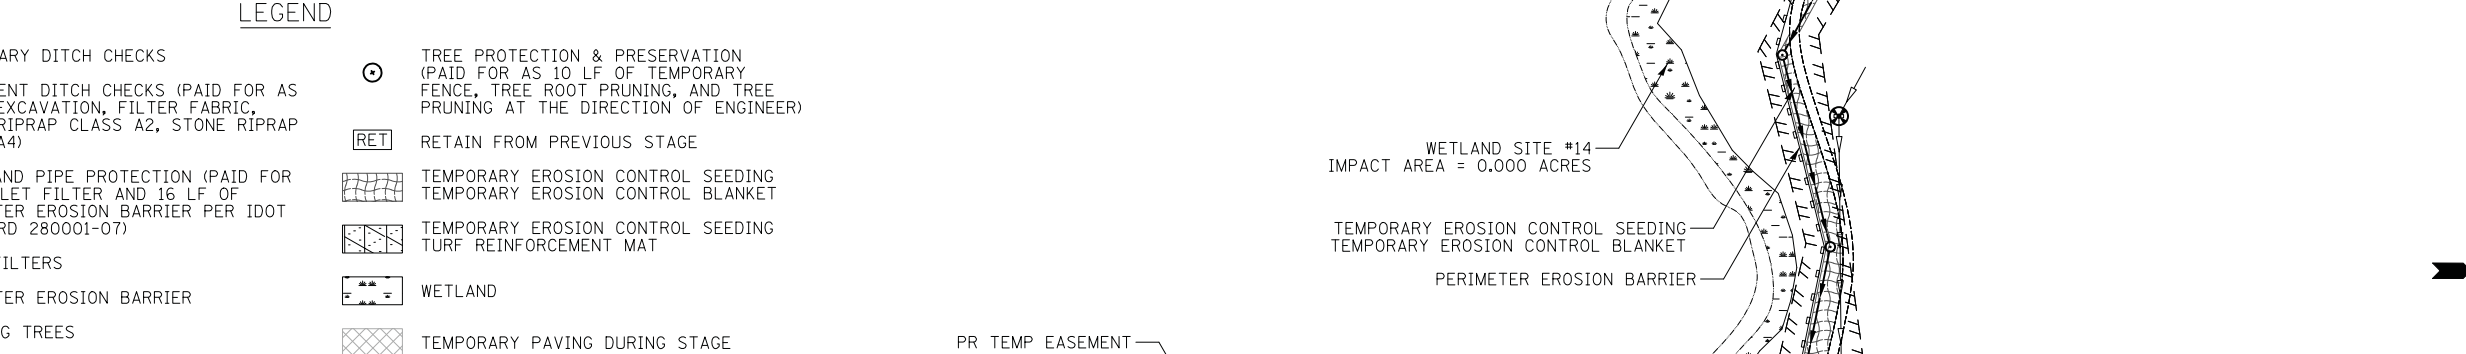 LEGEND
ARY DITCH CHECKS
ENT DITCH CHECKS (PAID FOR AS
EXCAVATION, FILTER FABRIC,
RIPRAP CLASS A2, STONE RIPRAP
A4)
AND PIPE PROTECTION (PAID FOR
LET FILTER AND 16 LF OF
TER EROSION BARRIER PER IDOT
RD 280001-07)
FILTERS
TER EROSION BARRIER
G TREES
TREE PROTECTION & PRESERVATION
(PAID FOR AS 10 LF OF TEMPORARY
FENCE, TREE ROOT PRUNING, AND TREE
PRUNING AT THE DIRECTION OF ENGINEER)
RET
RETAIN FROM PREVIOUS STAGE
TEMPORARY EROSION CONTROL SEEDING
TEMPORARY EROSION CONTROL BLANKET
TEMPORARY EROSION CONTROL SEEDING
TURF REINFORCEMENT MAT
WETLAND
TEMPORARY PAVING DURING STAGE
PR TEMP EASEMENT
WETLAND SITE #14
IMPACT AREA = 0.000 ACRES
TEMPORARY EROSION CONTROL SEEDING
TEMPORARY EROSION CONTROL BLANKET
PERIMETER EROSION BARRIER